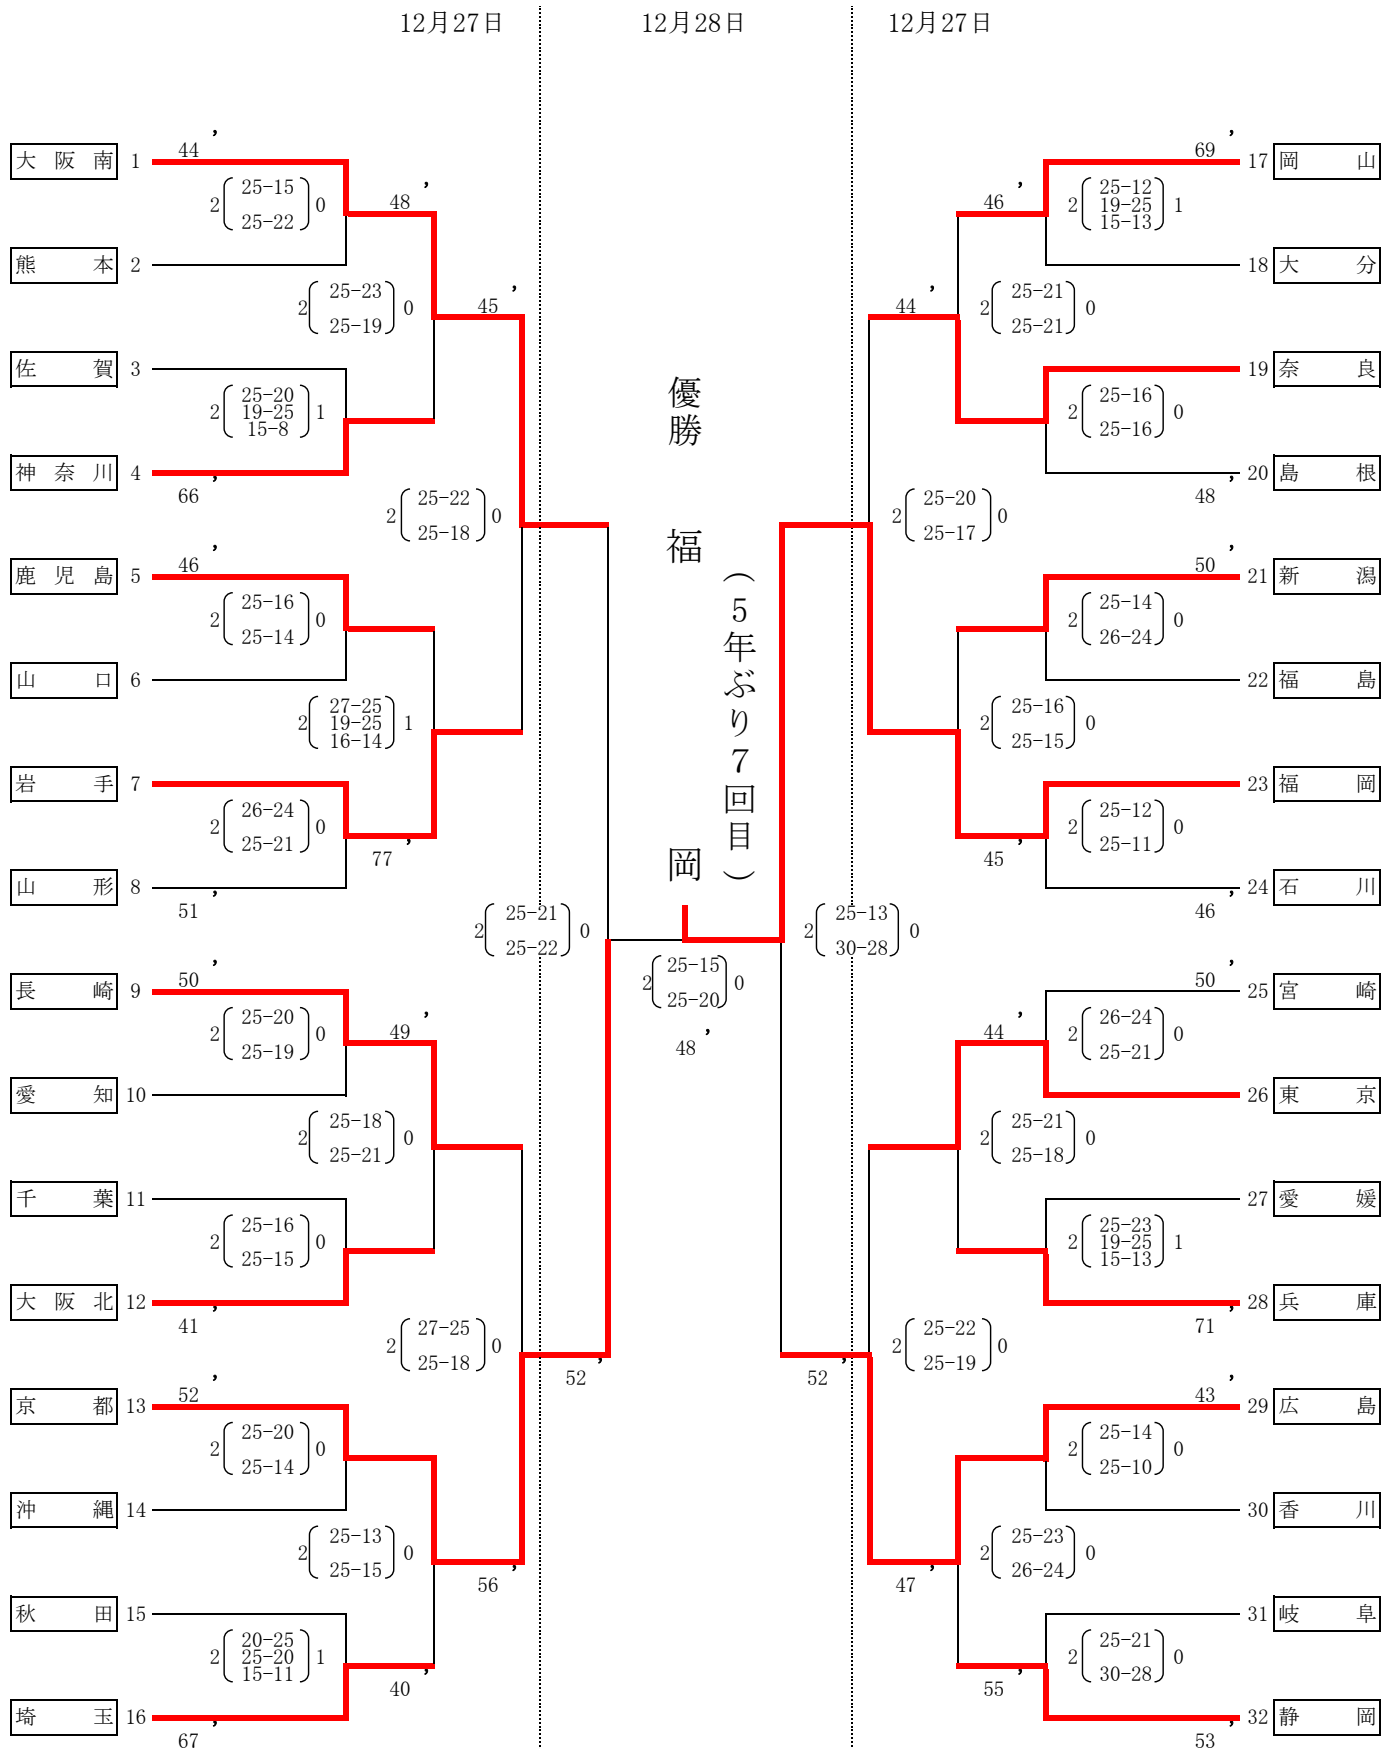 12月27日 12月28日 12月27日
44 ’
大阪南 1
2 25-15 25-22 0
48 ’
熊本 2
2 25-23 25-19 0
45 ’
佐賀 3
2 25-20 19-25 15-8 1
神奈川 4
66 ’
2 25-22 25-18 0
46 ’
鹿児島 5
2 25-16 25-14 0
山口 6
2 27-25 19-25 16-14 1
岩手 7
2 26-24 25-21 0
77 ’
山形 8
51 ’
2 25-21 25-22 0
50 ’
長崎 9
2 25-20 25-19 0
49 ’
愛知 10
2 25-18 25-21 0
千葉 11
2 25-16 25-15 0
大阪北 12
41 ’
2 27-25 25-18 0
52 ’
52 ’
京都 13
2 25-20 25-14 0
沖縄 14
2 25-13 25-15 0
56 ’
秋田 15
2 20-25 25-20 15-11 1
40 ’
埼玉 16
67 ’
優勝
福岡
(5年ぶり7回目)
2 25-15 25-20 0
48 ’
69 ’
17 岡山
2 25-12 19-25 15-13 1
46 ’
18 大分
2 25-21 25-21 0
44 ’
19 奈良
2 25-16 25-16 0
20 島根
48 ’
2 25-20 25-17 0
50 ’
21 新潟
2 25-14 26-24 0
22 福島
2 25-16 25-15 0
23 福岡
2 25-12 25-11 0
45 ’
24 石川
46 ’
2 25-13 30-28 0
50 ’
25 宮崎
2 26-24 25-21 0
44 ’
26 東京
2 25-21 25-18 0
27 愛媛
2 25-23 19-25 15-13 1
28 兵庫
71 ’
2 25-22 25-19 0
52 ’
43 ’
29 広島
2 25-14 25-10 0
30 香川
2 25-23 26-24 0
47 ’
31 岐阜
2 25-21 30-28 0
55 ’
32 静岡
53 ’